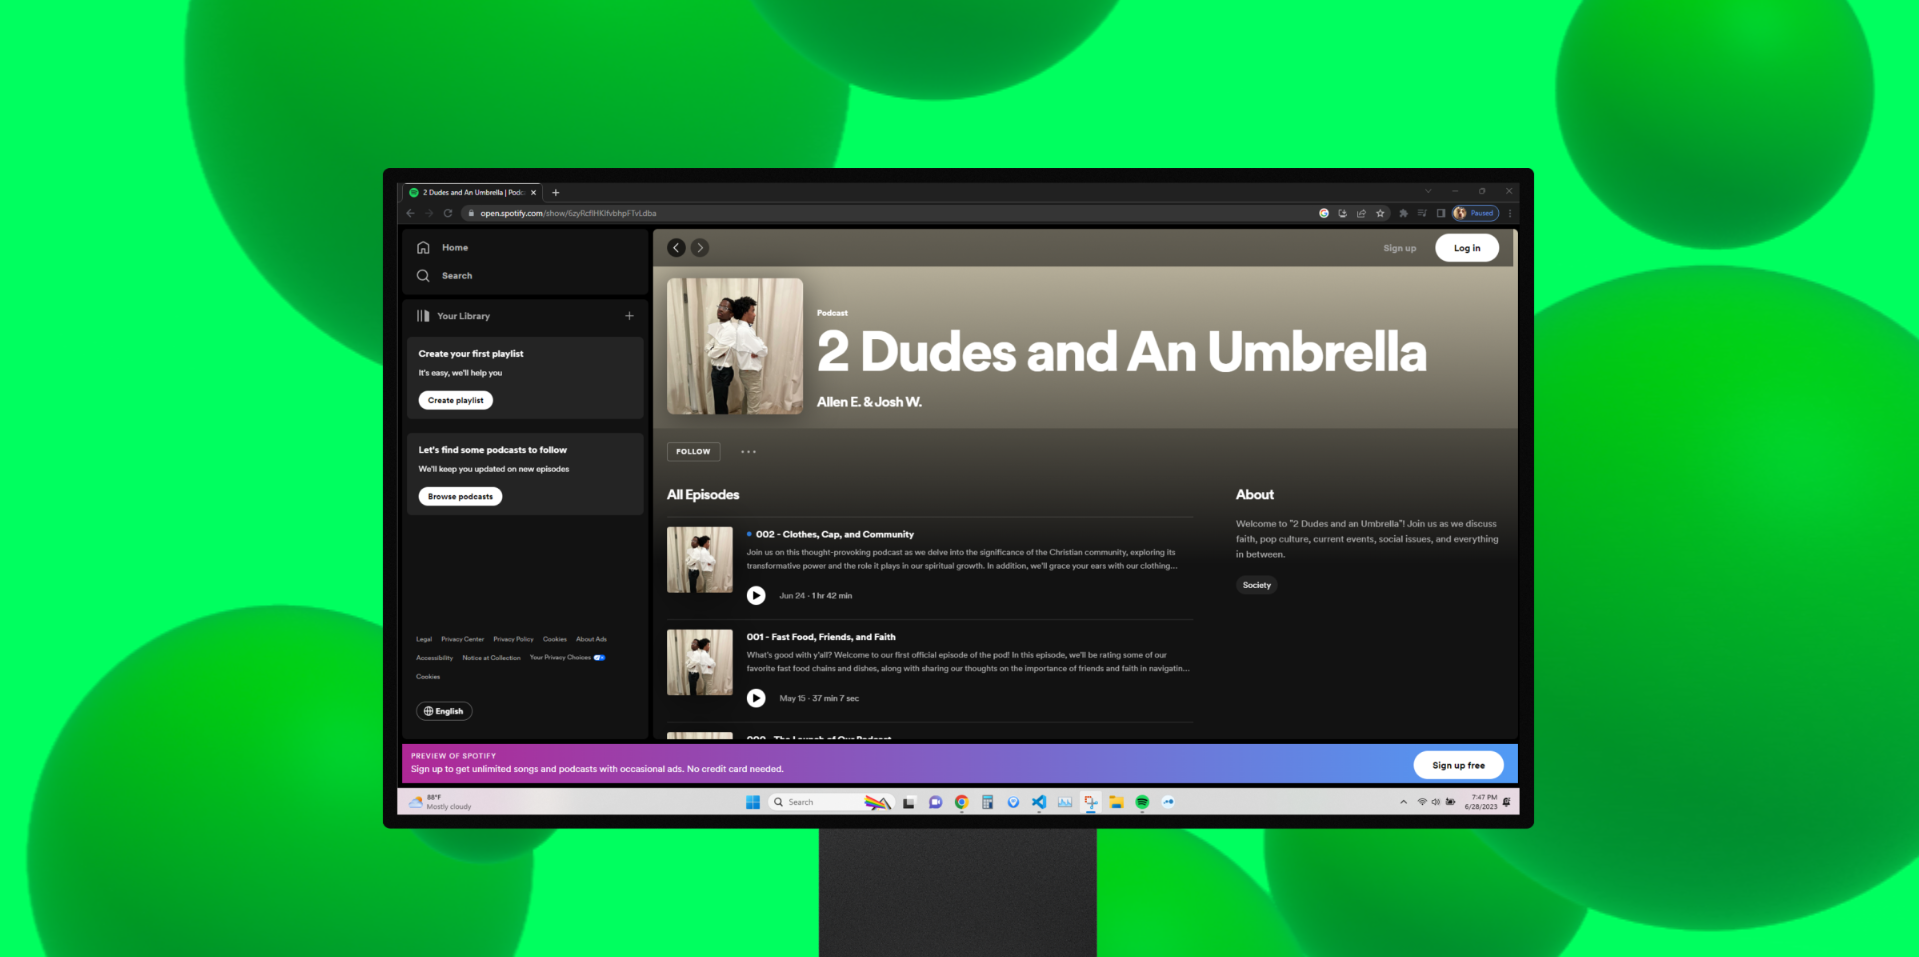 2 Dudes and An Umbrella | Podc
open.spotify.com/show/6zyRcflHKIfvbhpFTvLdba
Paused
Home
Search
Your Library
Create your first playlist
It's easy, we'll help you
Create playlist
Let's find some podcasts to follow
We'll keep you updated on new episodes
Browse podcasts
Legal Privacy Center Privacy Policy Cookies About Ads
Accessibility Notice at Collection Your Privacy Choices
Cookies
English
Sign up
Log in
Podcast
2 Dudes and An Umbrella
Allen E. & Josh W.
FOLLOW
All Episodes
002 - Clothes, Cap, and Community
Join us on this thought-provoking podcast as we delve into the significance of the Christian community, exploring its
transformative power and the role it plays in our spiritual growth. In addition, we'll grace your ears with our clothing...
Jun 24 · 1 hr 42 min
001 - Fast Food, Friends, and Faith
What's good with y'all? Welcome to our first official episode of the pod! In this episode, we'll be rating some of our
favorite fast food chains and dishes, along with sharing our thoughts on the importance of friends and faith in navigatin...
May 15 · 37 min 7 sec
000 - The Launch of Our Podcast
About
Welcome to "2 Dudes and an Umbrella"! Join us as we discuss
faith, pop culture, current events, social issues, and everything
in between.
Society
PREVIEW OF SPOTIFY
Sign up to get unlimited songs and podcasts with occasional ads. No credit card needed.
Sign up free
88°F
Mostly cloudy
Search
7:47 PM
6/28/2023